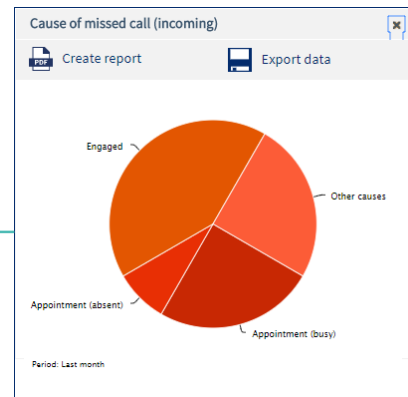 Cause of missed call (incoming)
PDF Create report
Export data
Engaged
Other causes
Appointment (absent)
Appointment (busy)
Period: Last month